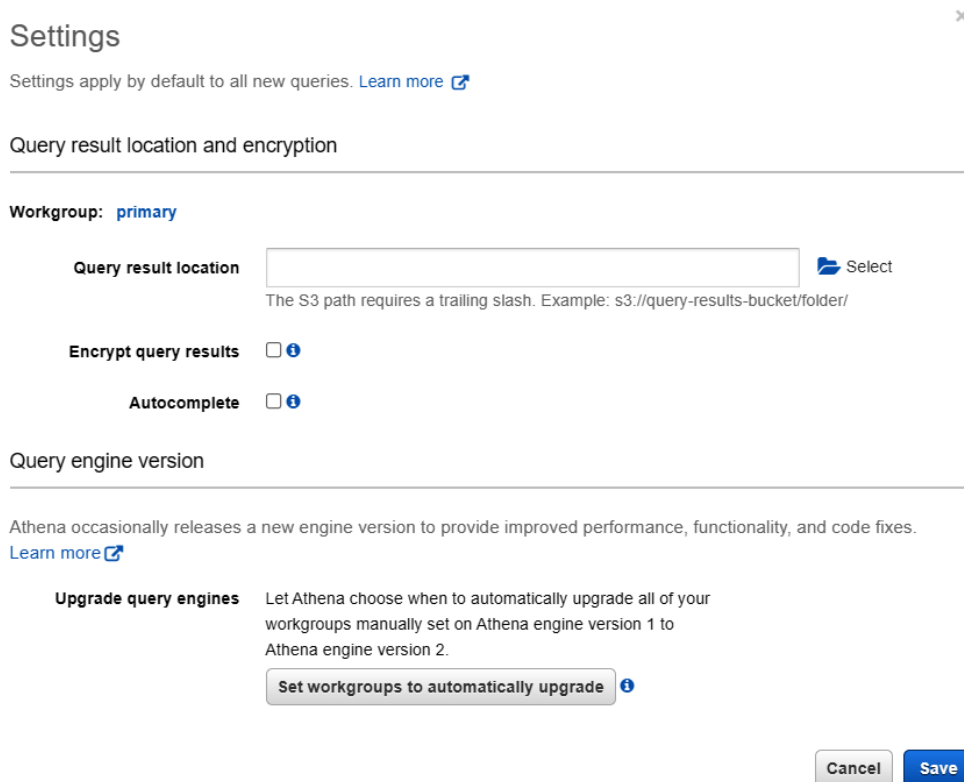 Settings
Settings apply by default to all new queries. Learn more
Query result location and encryption
Workgroup: primary
Query result location
Select
The S3 path requires a trailing slash. Example: s3://query-results-bucket/folder/
Encrypt query results
Autocomplete
Query engine version
Athena occasionally releases a new engine version to provide improved performance, functionality, and code fixes.
Learn more
Upgrade query engines Let Athena choose when to automatically upgrade all of your
workgroups manually set on Athena engine version 1 to
Athena engine version 2.
Set workgroups to automatically upgrade
Cancel Save